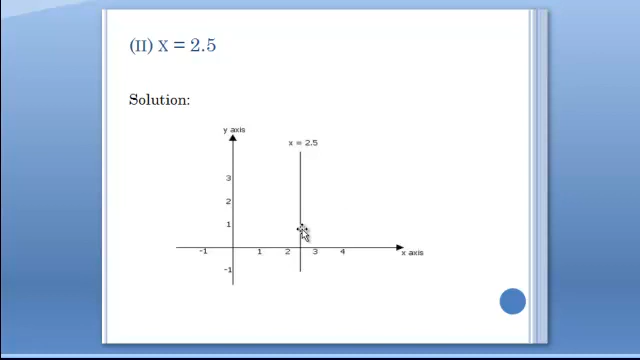 (II) X = 2.5
Solution:
y axis
x = 2.5
3
2
1
-1 1 2 3 4 x axis
-1